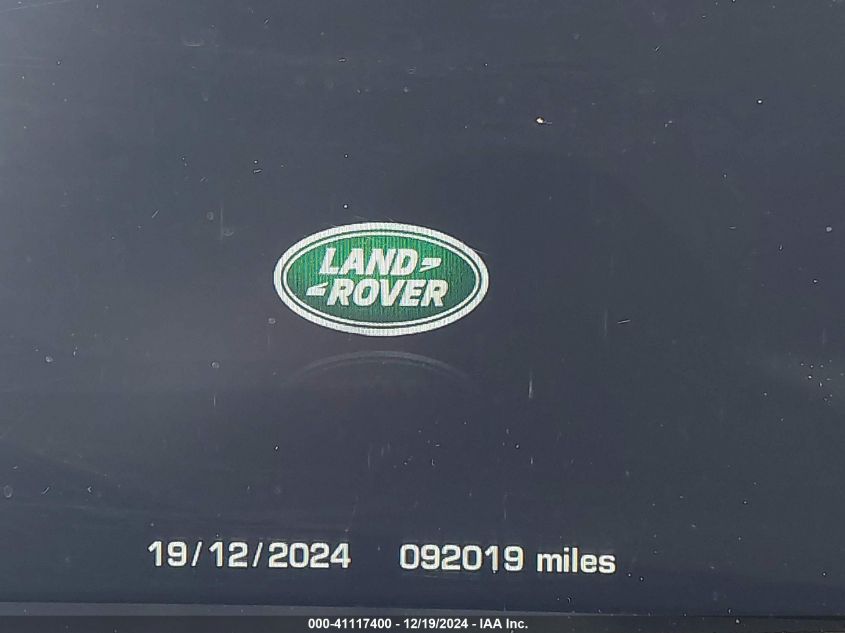 LAND
ROVER
19/12/2024 092019 miles
000-41117400 - 12/19/2024 - IAA Inc.